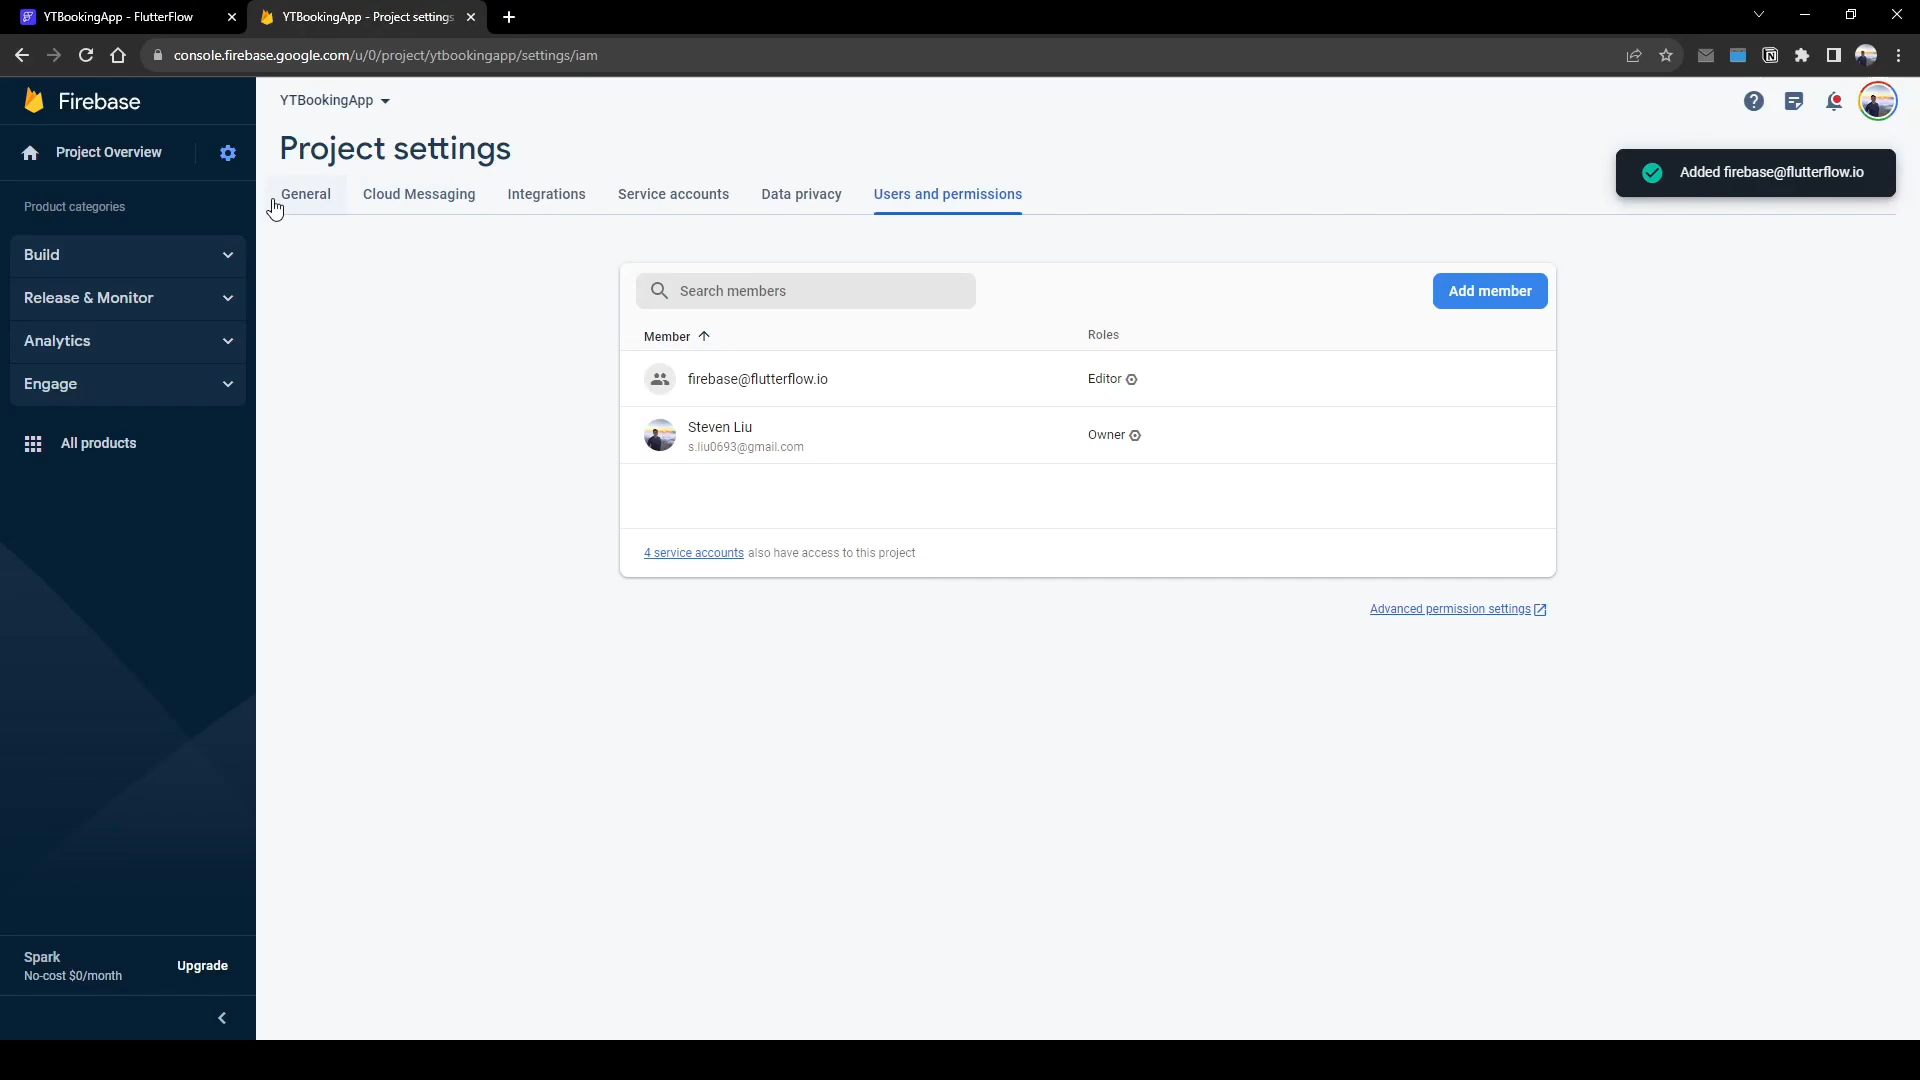 YTBookingApp - FlutterFlow
YTBookingApp - Project settings
console.firebase.google.com/u/0/project/ytbookingapp/settings/iam
Firebase
YTBookingApp
Project Overview
Project settings
Added firebase@flutterflow.io
General
Cloud Messaging
Integrations
Service accounts
Data privacy
Users and permissions
Product categories
Build
Release & Monitor
Analytics
Engage
All products
Search members
Add member
Member
Roles
firebase@flutterflow.io
Editor
Steven Liu
s.liu0693@gmail.com
Owner
4 service accounts also have access to this project
Advanced permission settings
Spark
No-cost $0/month
Upgrade